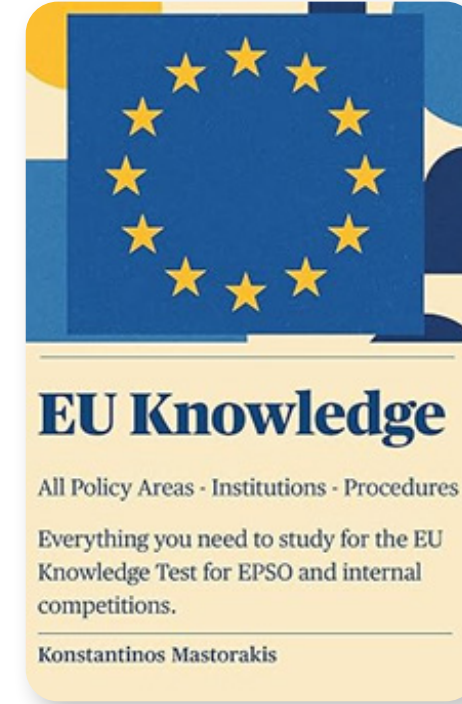 EU Knowledge
All Policy Areas - Institutions - Procedures
Everything you need to study for the EU
Knowledge Test for EPSO and internal
competitions.
Konstantinos Mastorakis